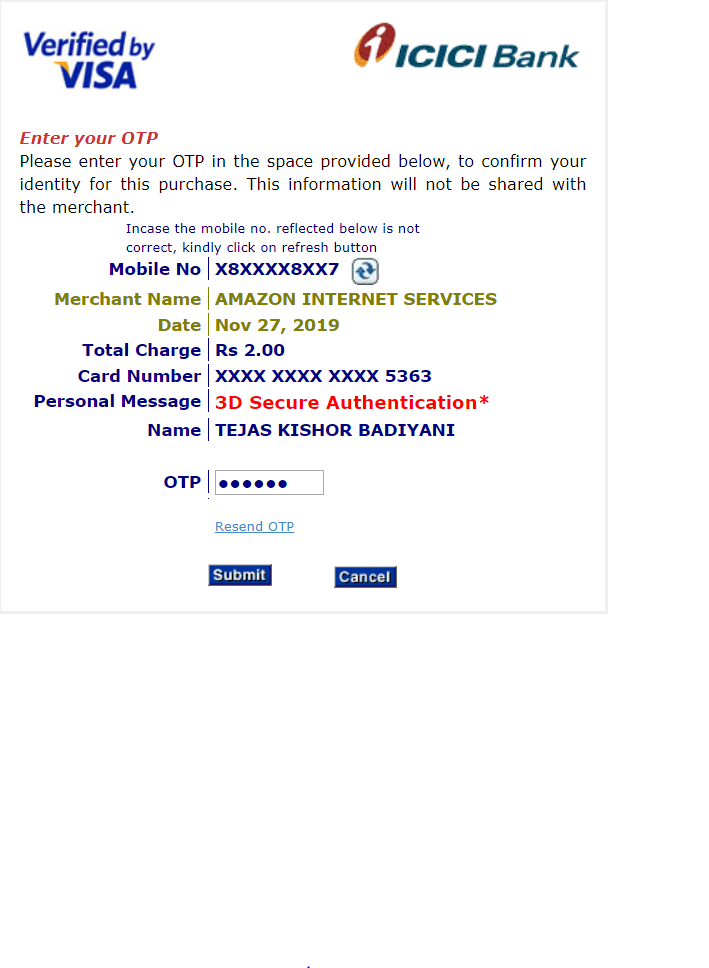 Verified by
VISA
ICICI Bank
Enter your OTP
Please enter your OTP in the space provided below, to confirm your
identity for this purchase. This information will not be shared with
the merchant.
Incase the mobile no. reflected below is not
correct, kindly click on refresh button
Mobile No X8XXXX8XX7
Merchant Name AMAZON INTERNET SERVICES
Date Nov 27, 2019
Total Charge Rs 2.00
Card Number XXXX XXXX XXXX 5363
Personal Message 3D Secure Authentication*
Name TEJAS KISHOR BADIYANI
OTP ●●●●●●
Resend OTP
Submit Cancel